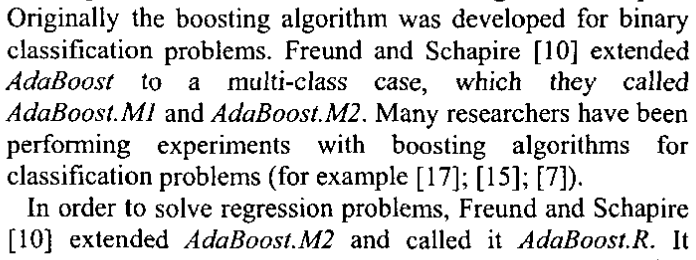 Originally the boosting algorithm was developed for binary
classification problems. Freund and Schapire [10] extended
AdaBoost to a multi-class case, which they called
AdaBoost.M1 and AdaBoost.M2. Many researchers have been
performing experiments with boosting algorithms for
classification problems (for example [17]; [15]; [7]).
In order to solve regression problems, Freund and Schapire
[10] extended AdaBoost.M2 and called it AdaBoost.R. It